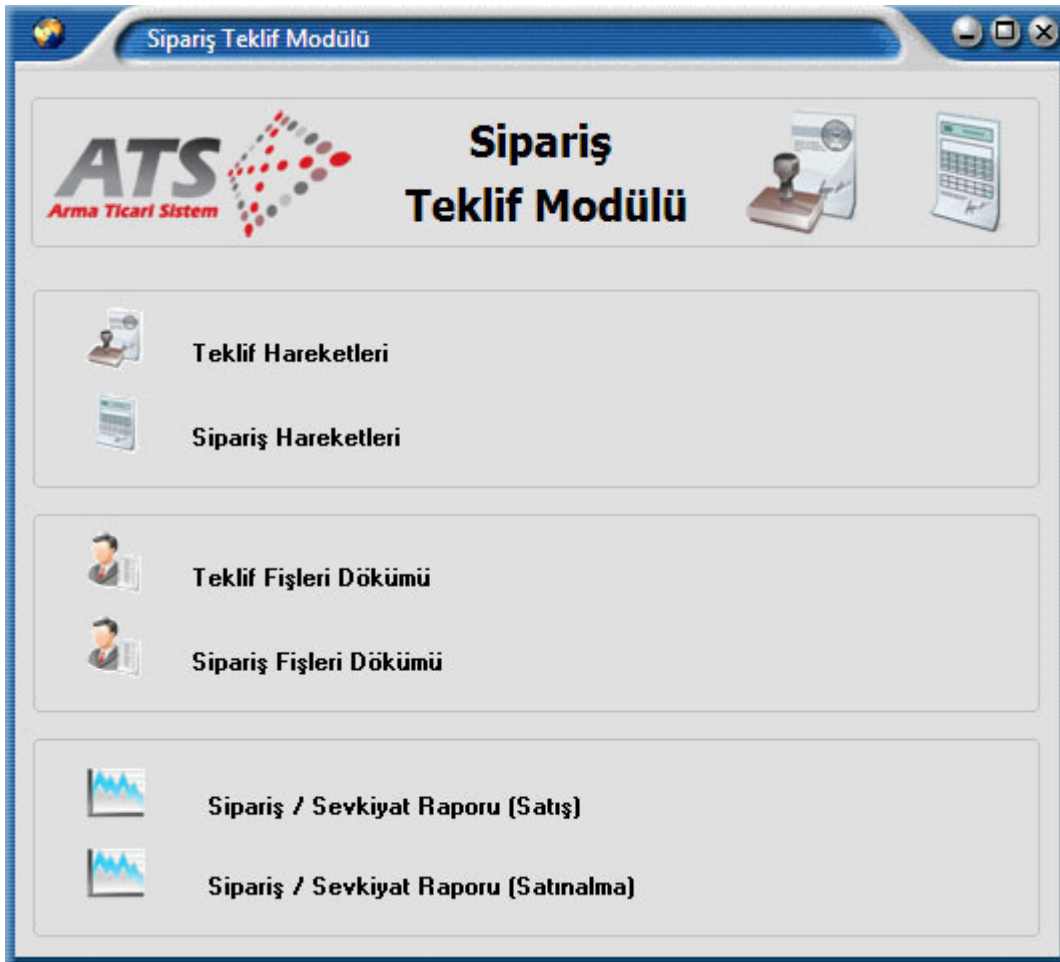 Sipariş Teklif Modülü
ATS
Arma Ticari Sistem
Sipariş
Teklif Modülü
Teklif Hareketleri
Sipariş Hareketleri
Teklif Fişleri Dökümü
Sipariş Fişleri Dökümü
Sipariş / Sevkiyat Raporu (Satış)
Sipariş / Sevkiyat Raporu (Satınalma)